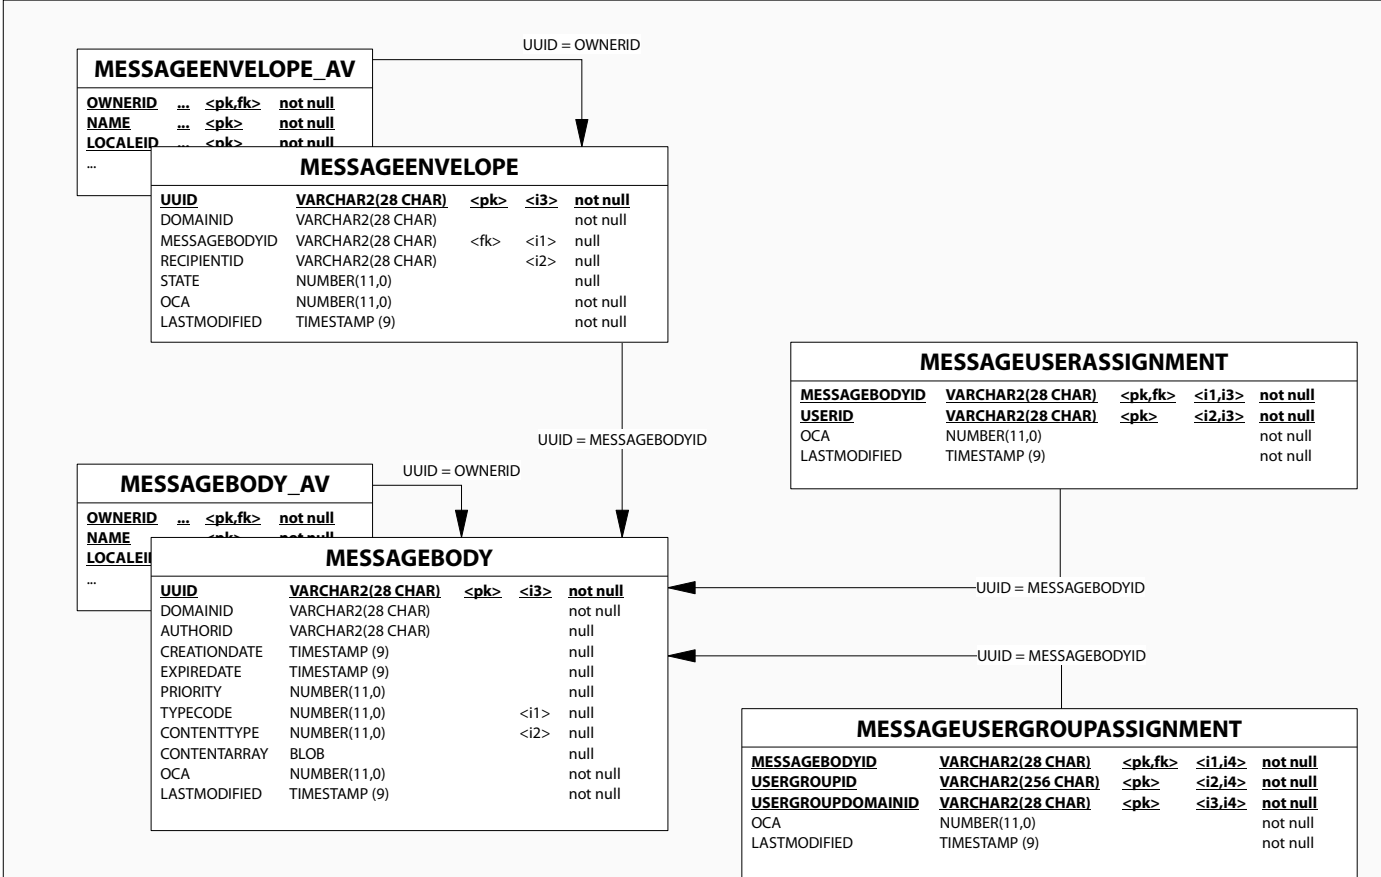 UUID = OWNERID
MESSAGEENVELOPE_AV
OWNERID ... <pk,fk> not null
NAME ... <pk> not null
LOCALEID ... <pk> not null
...
MESSAGEENVELOPE
UUID VARCHAR2(28 CHAR) <pk> <i3> not null
DOMAINID VARCHAR2(28 CHAR) not null
MESSAGEBODYID VARCHAR2(28 CHAR) <fk> <i1> null
RECIPIENTID VARCHAR2(28 CHAR) <i2> null
STATE NUMBER(11,0) null
OCA NUMBER(11,0) not null
LASTMODIFIED TIMESTAMP (9) not null
MESSAGEUSERASSIGNMENT
MESSAGEBODYID VARCHAR2(28 CHAR) <pk,fk> <i1,i3> not null
USERID VARCHAR2(28 CHAR) <pk> <i2,i3> not null
OCA NUMBER(11,0) not null
LASTMODIFIED TIMESTAMP (9) not null
UUID = MESSAGEBODYID
UUID = OWNERID
MESSAGEBODY_AV
OWNERID ... <pk,fk> not null
NAME ... <pk> not null
LOCALEI
...
MESSAGEBODY
UUID VARCHAR2(28 CHAR) <pk> <i3> not null
DOMAINID VARCHAR2(28 CHAR) not null
AUTHORID VARCHAR2(28 CHAR) null
CREATIONDATE TIMESTAMP (9) null
EXPIREDATE TIMESTAMP (9) null
PRIORITY NUMBER(11,0) null
TYPECODE NUMBER(11,0) <i1> null
CONTENTTYPE NUMBER(11,0) <i2> null
CONTENTARRAY BLOB null
OCA NUMBER(11,0) not null
LASTMODIFIED TIMESTAMP (9) not null
UUID = MESSAGEBODYID
UUID = MESSAGEBODYID
MESSAGEUSERGROUPASSIGNMENT
MESSAGEBODYID VARCHAR2(28 CHAR) <pk,fk> <i1,i4> not null
USERGROUPID VARCHAR2(256 CHAR) <pk> <i2,i4> not null
USERGROUPDOMAINID VARCHAR2(28 CHAR) <pk> <i3,i4> not null
OCA NUMBER(11,0) not null
LASTMODIFIED TIMESTAMP (9) not null